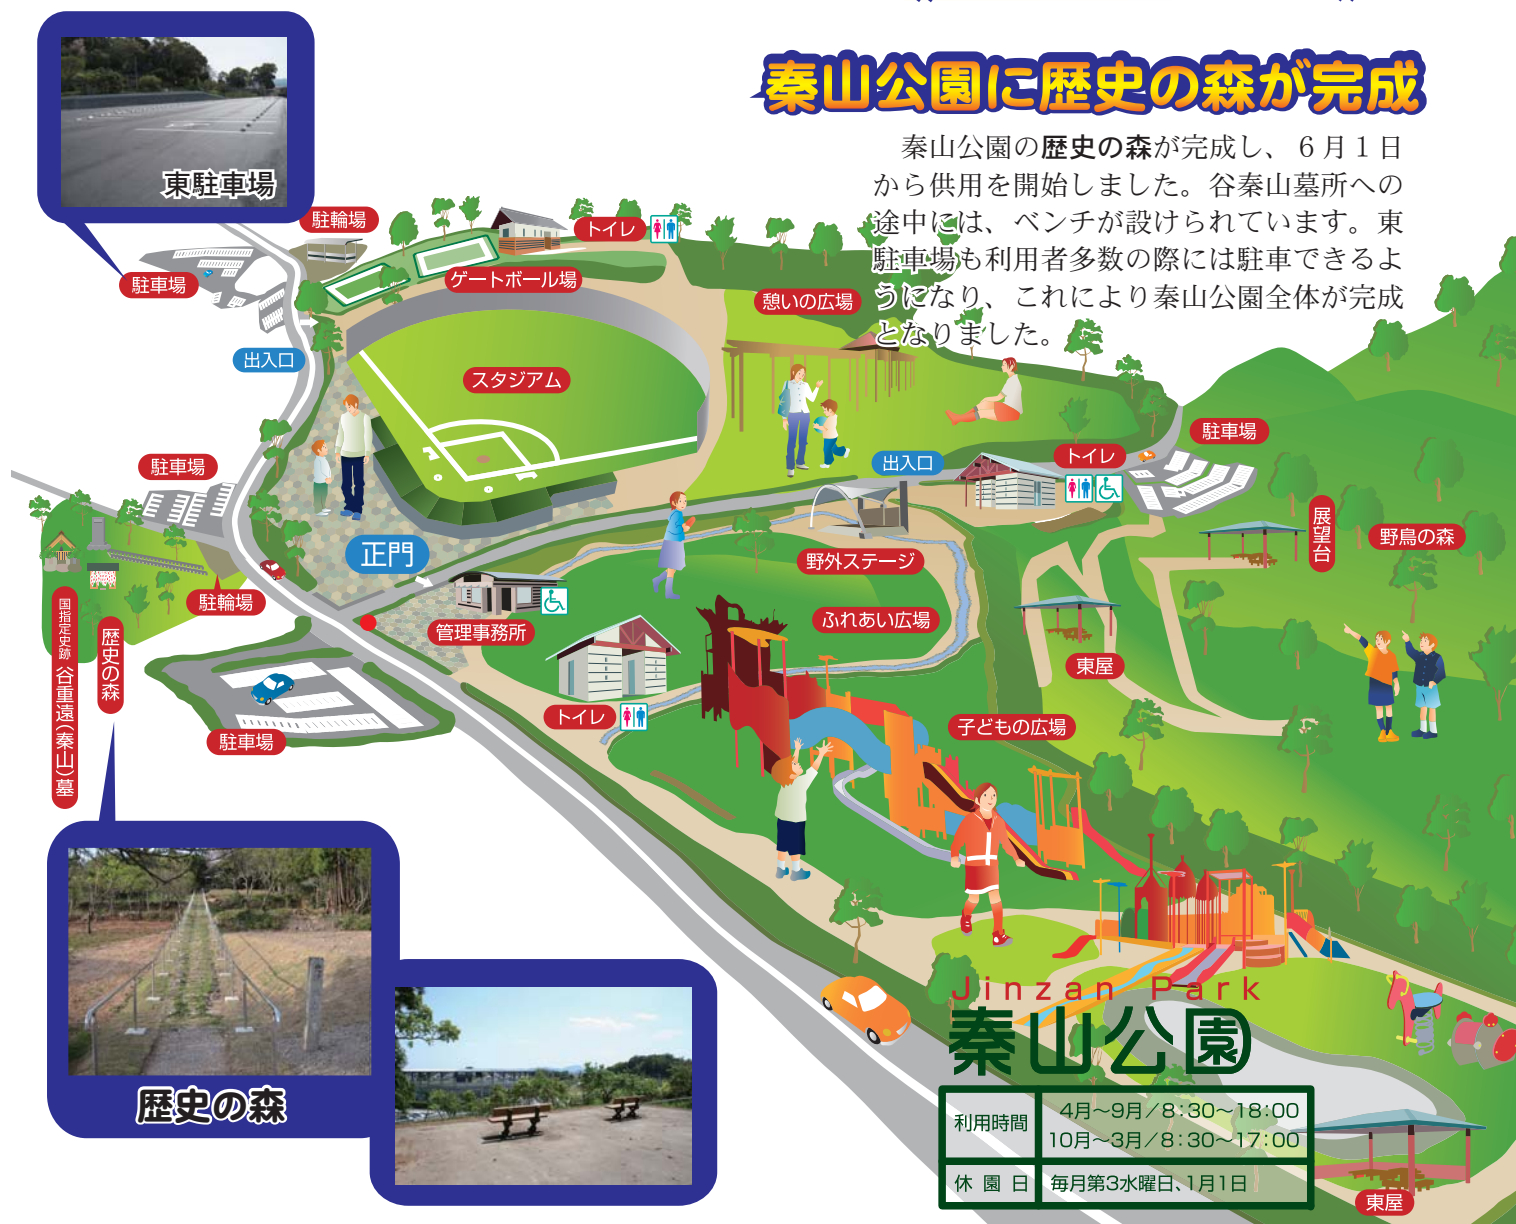 秦山公園に歴史の森が完成
秦山公園の歴史の森が完成し、６月１日
から供用を開始しました。谷秦山墓所への
途中には、ベンチが設けられています。東
駐車場も利用者多数の際には駐車できるよ
うになり、これにより秦山公園全体が完成
となりました。
東駐車場
駐輪場
トイレ
駐車場
ゲートボール場
憩いの広場
出入口
スタジアム
駐車場
駐車場
出入口
トイレ
展望台
野鳥の森
正門
野外ステージ
駐輪場
管理事務所
ふれあい広場
東屋
国指定史跡 谷重遠(秦山)墓
歴史の森
トイレ
子どもの広場
駐車場
歴史の森
Jinzan Park
秦山公園
利用時間 4月〜9月／8:30〜18:00
10月〜3月／8:30〜17:00
休園日 毎月第3水曜日、1月1日
東屋